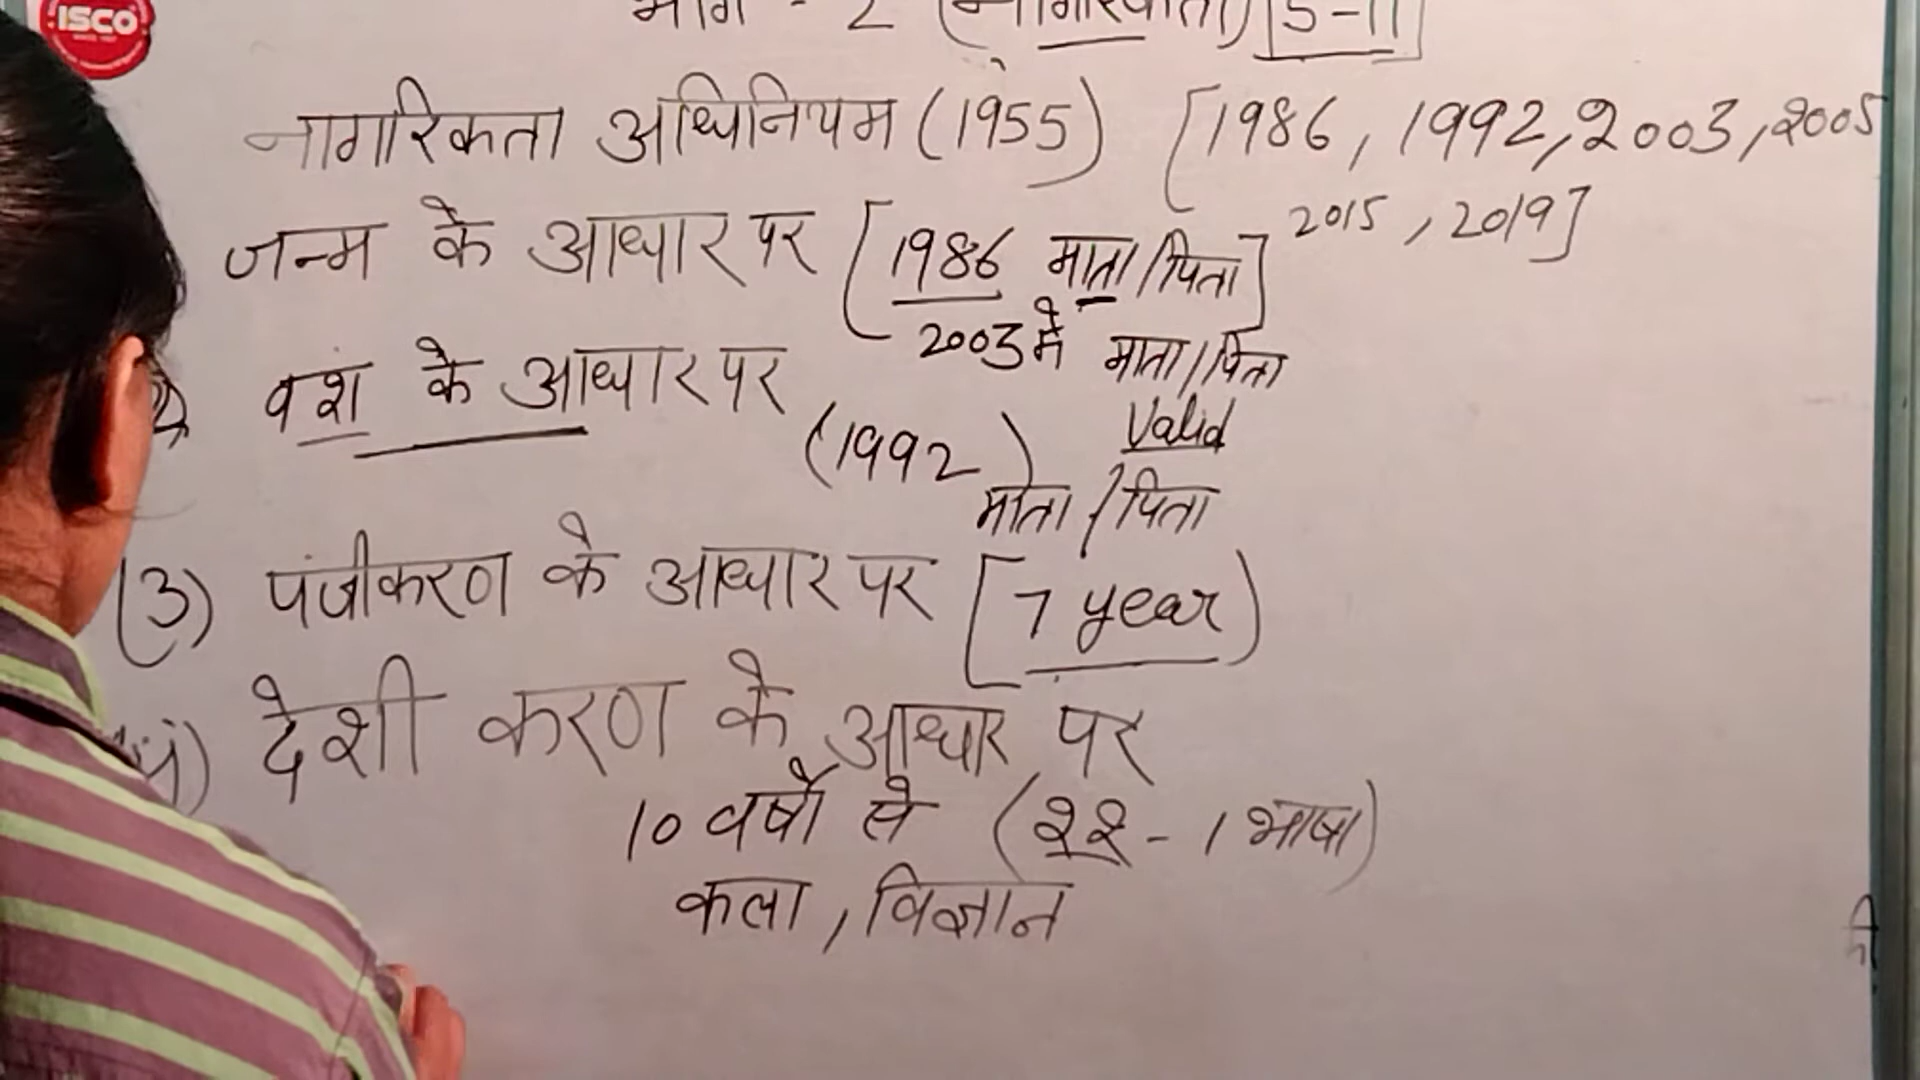 ISCO
भाग - 2 (नागरिकता) [5-11]
नागरिकता अधिनियम (1955) [1986, 1992, 2003, 2005
2015, 2019]
जन्म के आधार पर [1986 माता/पिता]
2003 में माता/पिता
Valid
वंश के आधार पर
(1992) माता/पिता
(3) पंजीकरण के आधार पर [7 year)
देशी करण के आधार पर
10 वर्षो से (22 - 1 भाषा)
कला, विज्ञान